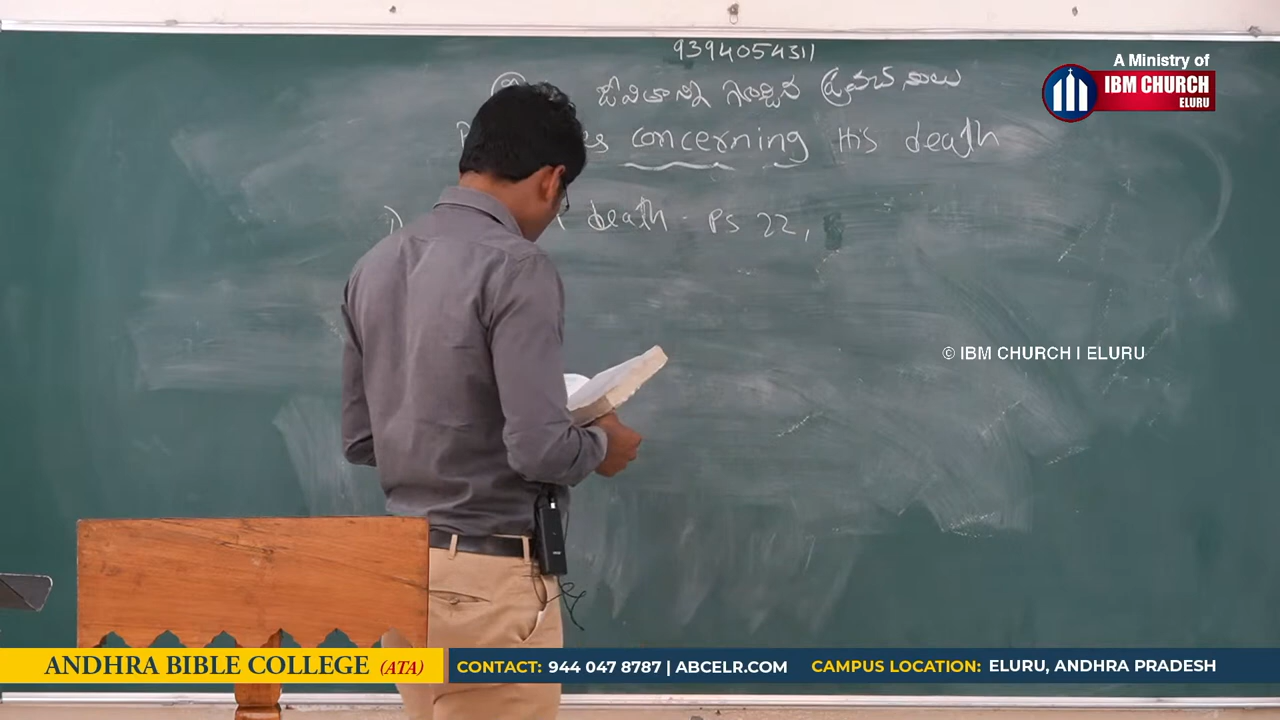 9394054311
జీవితాన్ని గూర్చిన ప్రవచనాలు
concerning His death
death - PS 22,
A Ministry of
IBM CHURCH
ELURU
© IBM CHURCH I ELURU
ANDHRA BIBLE COLLEGE (ATA)
CONTACT: 944 047 8787 | ABCELR.COM
CAMPUS LOCATION: ELURU, ANDHRA PRADESH